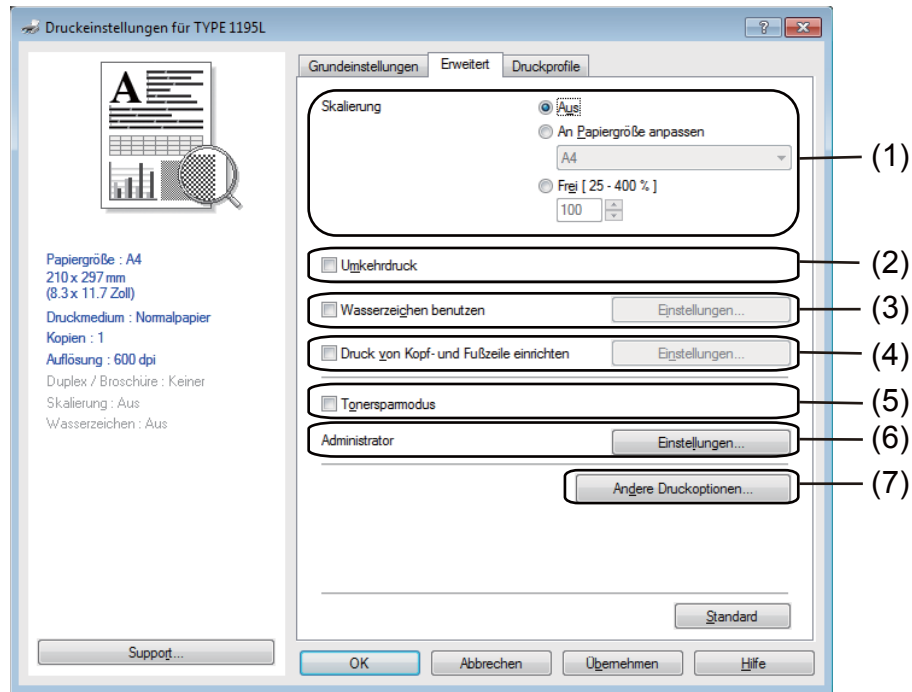 Druckeinstellungen für TYPE 1195L
Grundeinstellungen Erweitert Druckprofile
A
Papiergröße : A4
210 x 297 mm
(8.3 x 11.7 Zoll)
Druckmedium : Normalpapier
Kopien : 1
Auflösung : 600 dpi
Duplex / Broschüre : Keiner
Skalierung : Aus
Wasserzeichen : Aus
Support...
Skalierung
Aus
An Papiergröße anpassen
A4
Frei [ 25 - 400 % ]
100
(1)
Umkehrdruck
(2)
Wasserzeichen benutzen Einstellungen...
(3)
Druck von Kopf- und Fußzeile einrichten Einstellungen...
(4)
Tonersparmodus
(5)
Administrator Einstellungen...
(6)
Andere Druckoptionen...
(7)
Standard
OK Abbrechen Übernehmen Hilfe